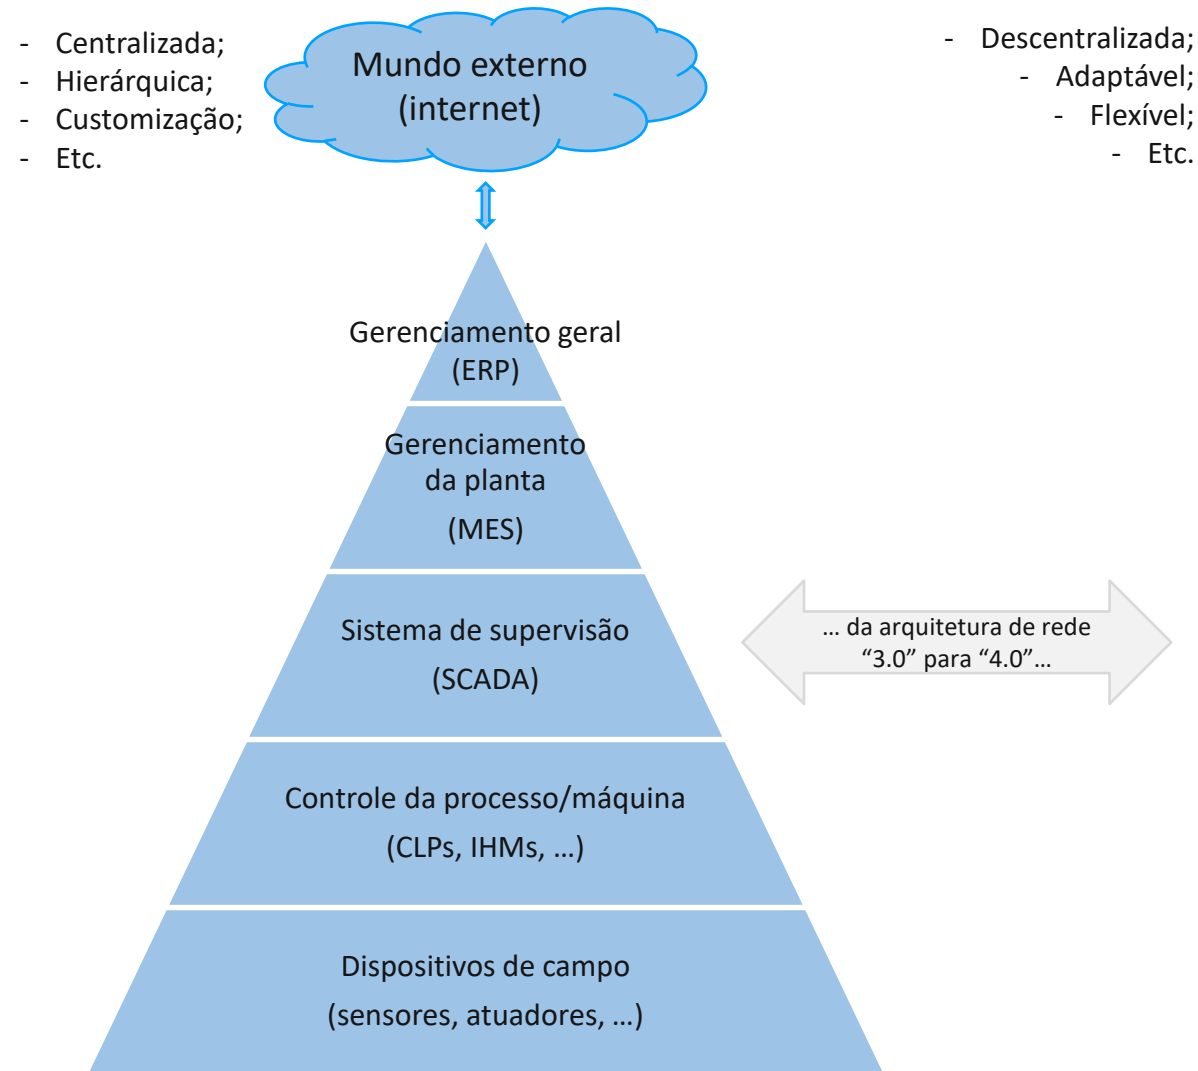 - Centralizada;
- Hierárquica;
- Customização;
- Etc.
Mundo externo
(internet)
- Descentralizada;
- Adaptável;
- Flexível;
- Etc.
Gerenciamento geral
(ERP)
Gerenciamento
da planta
(MES)
Sistema de supervisão
(SCADA)
... da arquitetura de rede
“3.0” para “4.0”...
Controle da processo/máquina
(CLPs, IHMs, ...)
Dispositivos de campo
(sensores, atuadores, ...)